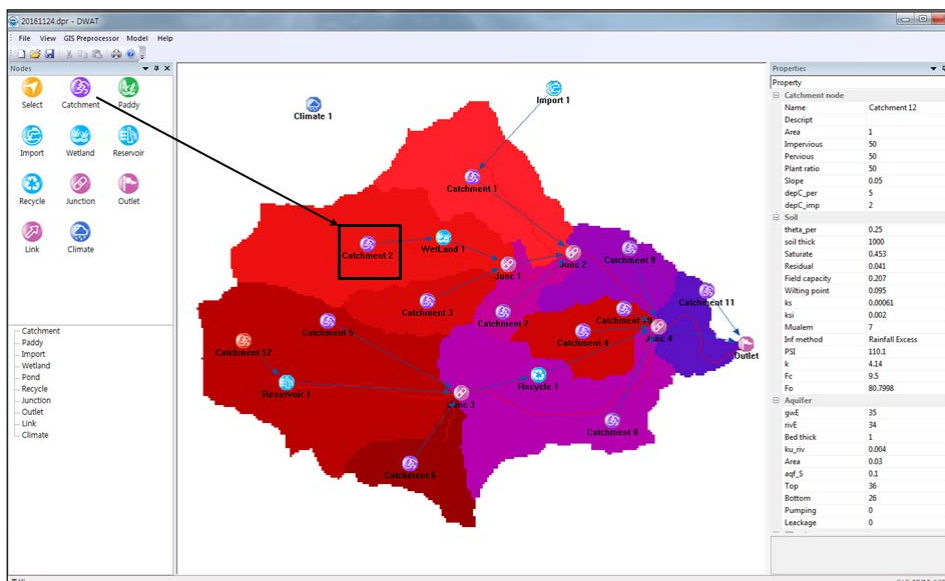 20161124.dpr - DWAT
File View GIS Preprocessor Model Help
Nodes
Select Catchment Paddy
Import Wetland Reservoir
Recycle Junction Outlet
Link Climate
Catchment
Paddy
Import
Wetland
Pond
Recycle
Junction
Outlet
Link
Climate
Climate 1
Import 1
Catchment 1
Catchment 2
WetLand 1
Junc 1
Junc 2
Catchment 9
Catchment 3
Catchment 7
Catchment 11
Catchment 5
Catchment 4
Junc 4
Outlet
Catchment 12
Reservoir 1
Recycle 1
Junc 3
Catchment 8
Catchment 6
Properties
Property
Catchment node
Name Catchment 12
Descript
Area 1
Impervious 50
Pervious 50
Plant ratio 50
Slope 0.05
depC_per 5
depC_imp 2
Soil
theta_per 0.25
soil thick 1000
Saturate 0.453
Residual 0.041
Field capacity 0.207
Wilting point 0.095
ks 0.00061
ksi 0.002
Mualem 7
Inf method Rainfall Excess
PSI 110.1
k 4.14
Fc 9.5
Fo 80.7998
Aquifer
gwE 35
rivE 34
Bed thick 1
ku_riv 0.004
Area 0.03
aqf_S 0.1
Top 36
Bottom 26
Pumping 0
Leackage 0